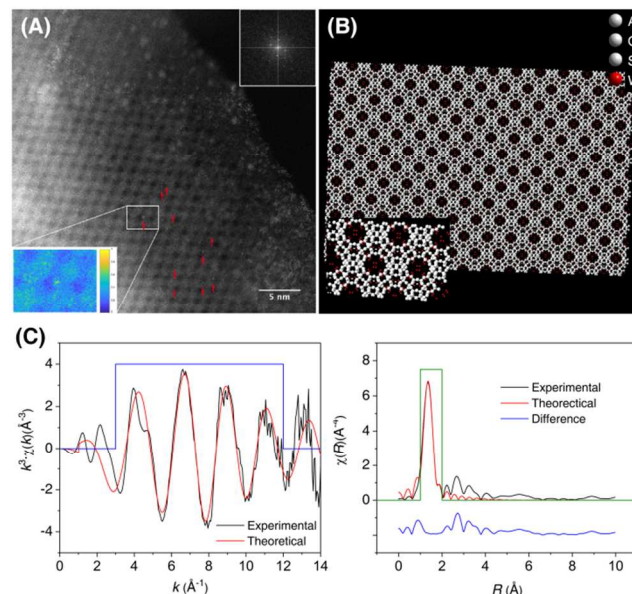 (A)
5 nm
(B)
A
(C)
k³·χ(k)(Å⁻³)
4
2
0
-2
-4
0 2 4 6 8 10 12 14
k (Å⁻¹)
Experimental
Theoretical
χ(R)(Å⁻⁴)
8
6
4
2
0
-2
0 2 4 6 8 10
R (Å)
Experimental
Theorectical
Difference